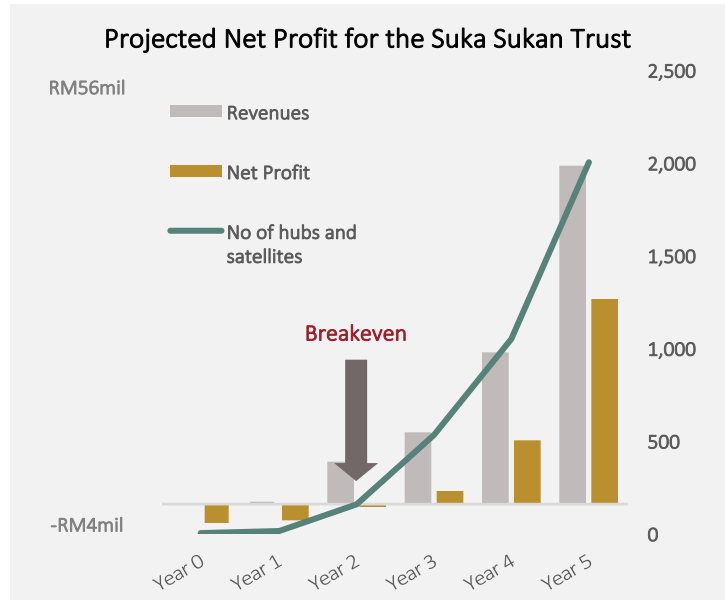 Projected Net Profit for the Suka Sukan Trust
RM56mil
Revenues
Net Profit
No of hubs and
satellites
Breakeven
-RM4mil
2,500
2,000
1,500
1,000
500
0
Year 0
Year 1
Year 2
Year 3
Year 4
Year 5